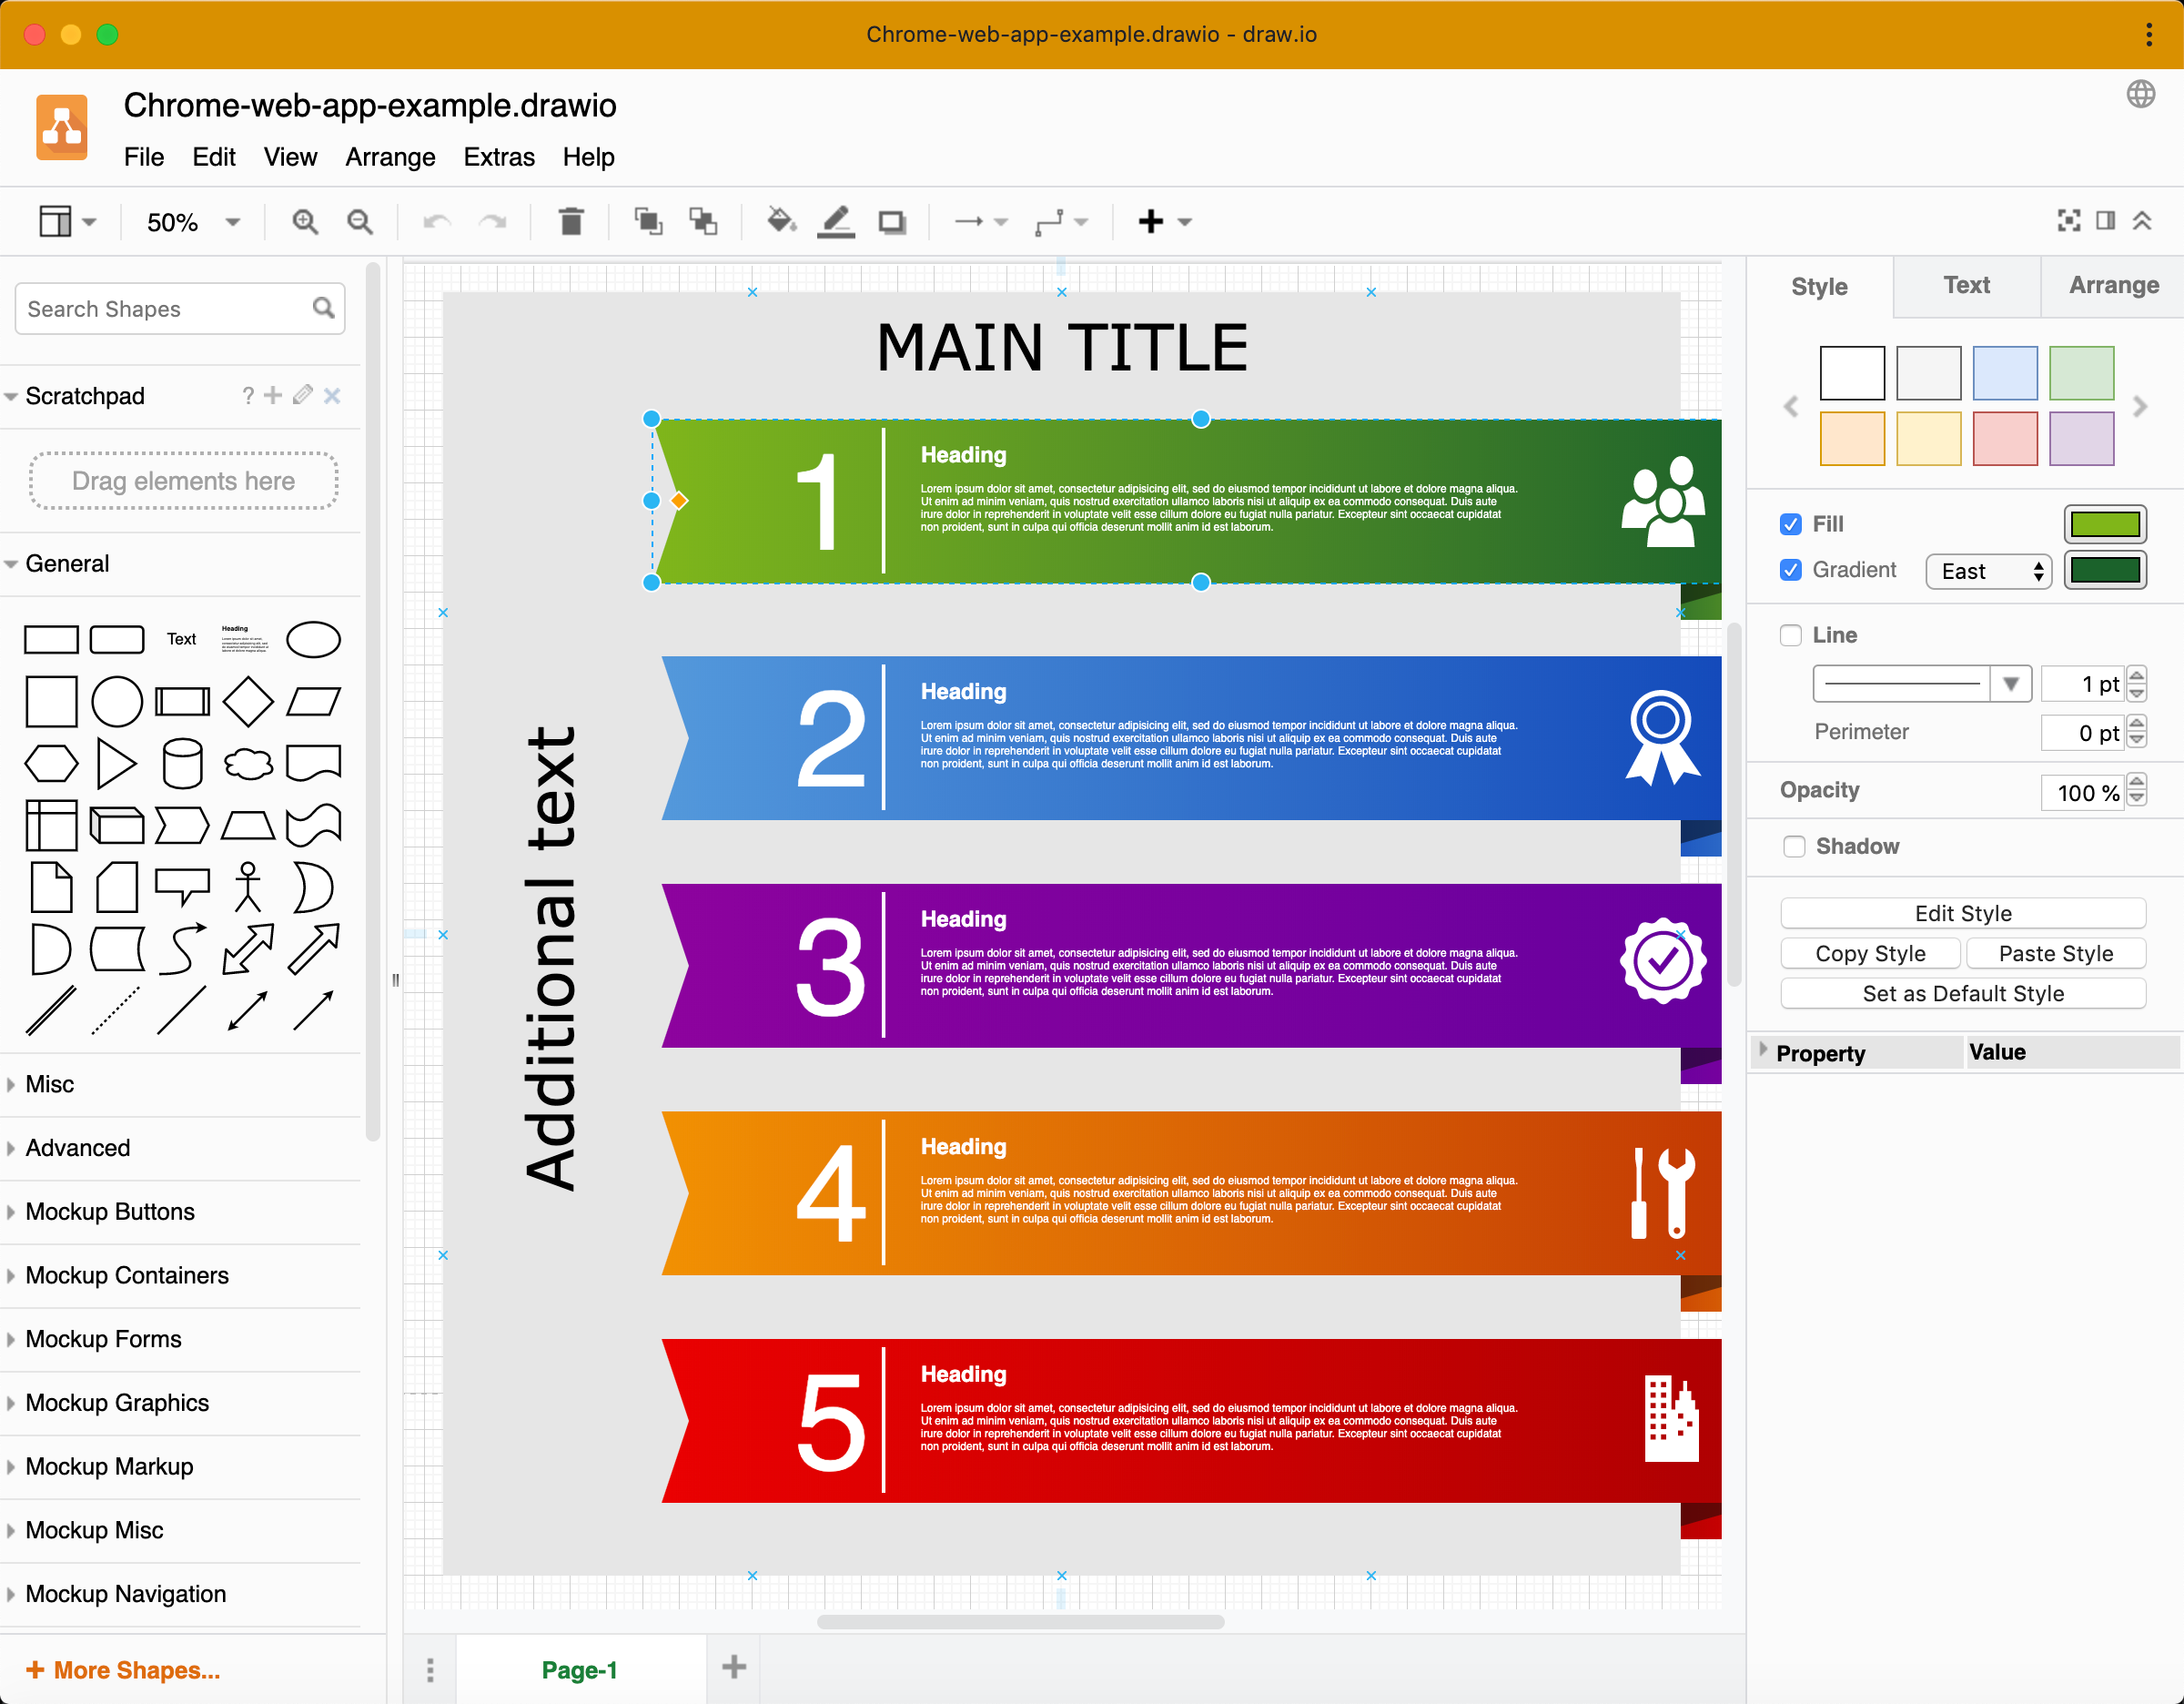 Chrome-web-app-example.drawio - draw.io
Chrome-web-app-example.drawio
File Edit View Arrange Extras Help
50%
Search Shapes
Scratchpad
?
Drag elements here
General
Text
Heading
Misc
Advanced
Mockup Buttons
Mockup Containers
Mockup Forms
Mockup Graphics
Mockup Markup
Mockup Misc
Mockup Navigation
+ More Shapes...
MAIN TITLE
Additional text
1
Heading
Lorem ipsum dolor sit amet, consectetur adipisicing elit, sed do eiusmod tempor incididunt ut labore et dolore magna aliqua.
Ut enim ad minim veniam, quis nostrud exercitation ullamco laboris nisi ut aliquip ex ea commodo consequat. Duis aute
irure dolor in reprehenderit in voluptate velit esse cillum dolore eu fugiat nulla pariatur. Excepteur sint occaecat cupidatat
non proident, sunt in culpa qui officia deserunt mollit anim id est laborum.
2
Heading
Lorem ipsum dolor sit amet, consectetur adipisicing elit, sed do eiusmod tempor incididunt ut labore et dolore magna aliqua.
Ut enim ad minim veniam, quis nostrud exercitation ullamco laboris nisi ut aliquip ex ea commodo consequat. Duis aute
irure dolor in reprehenderit in voluptate velit esse cillum dolore eu fugiat nulla pariatur. Excepteur sint occaecat cupidatat
non proident, sunt in culpa qui officia deserunt mollit anim id est laborum.
3
Heading
Lorem ipsum dolor sit amet, consectetur adipisicing elit, sed do eiusmod tempor incididunt ut labore et dolore magna aliqua.
Ut enim ad minim veniam, quis nostrud exercitation ullamco laboris nisi ut aliquip ex ea commodo consequat. Duis aute
irure dolor in reprehenderit in voluptate velit esse cillum dolore eu fugiat nulla pariatur. Excepteur sint occaecat cupidatat
non proident, sunt in culpa qui officia deserunt mollit anim id est laborum.
4
Heading
Lorem ipsum dolor sit amet, consectetur adipisicing elit, sed do eiusmod tempor incididunt ut labore et dolore magna aliqua.
Ut enim ad minim veniam, quis nostrud exercitation ullamco laboris nisi ut aliquip ex ea commodo consequat. Duis aute
irure dolor in reprehenderit in voluptate velit esse cillum dolore eu fugiat nulla pariatur. Excepteur sint occaecat cupidatat
non proident, sunt in culpa qui officia deserunt mollit anim id est laborum.
5
Heading
Lorem ipsum dolor sit amet, consectetur adipisicing elit, sed do eiusmod tempor incididunt ut labore et dolore magna aliqua.
Ut enim ad minim veniam, quis nostrud exercitation ullamco laboris nisi ut aliquip ex ea commodo consequat. Duis aute
irure dolor in reprehenderit in voluptate velit esse cillum dolore eu fugiat nulla pariatur. Excepteur sint occaecat cupidatat
non proident, sunt in culpa qui officia deserunt mollit anim id est laborum.
Page-1
Style Text Arrange
Fill
Gradient East
Line
1 pt
Perimeter 0 pt
Opacity 100 %
Shadow
Edit Style
Copy Style Paste Style
Set as Default Style
Property Value